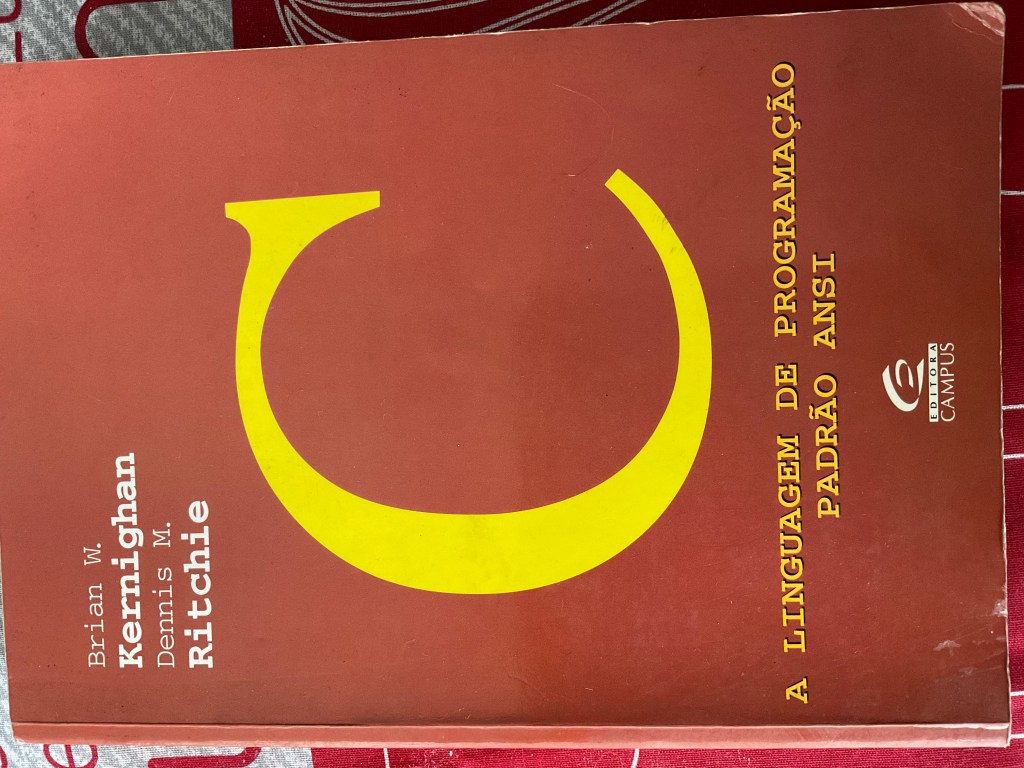 Brian W.
Kernighan
Dennis M.
Ritchie
C
A LINGUAGEM DE PROGRAMAÇÃO
PADRÃO ANSI
EDITORA
CAMPUS